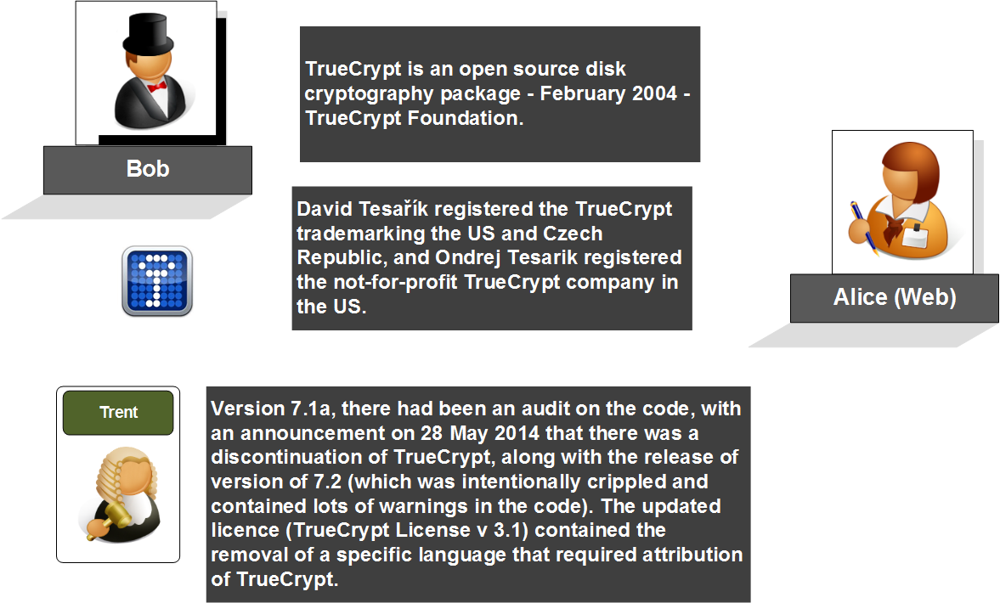 Bob
TrueCrypt is an open source disk
cryptography package - February 2004 -
TrueCrypt Foundation.
David Tesařík registered the TrueCrypt
trademarking the US and Czech
Republic, and Ondrej Tesarik registered
the not-for-profit TrueCrypt company in
the US.
Alice (Web)
Trent
Version 7.1a, there had been an audit on the code, with
an announcement on 28 May 2014 that there was a
discontinuation of TrueCrypt, along with the release of
version of 7.2 (which was intentionally crippled and
contained lots of warnings in the code). The updated
licence (TrueCrypt License v 3.1) contained the
removal of a specific language that required attribution
of TrueCrypt.